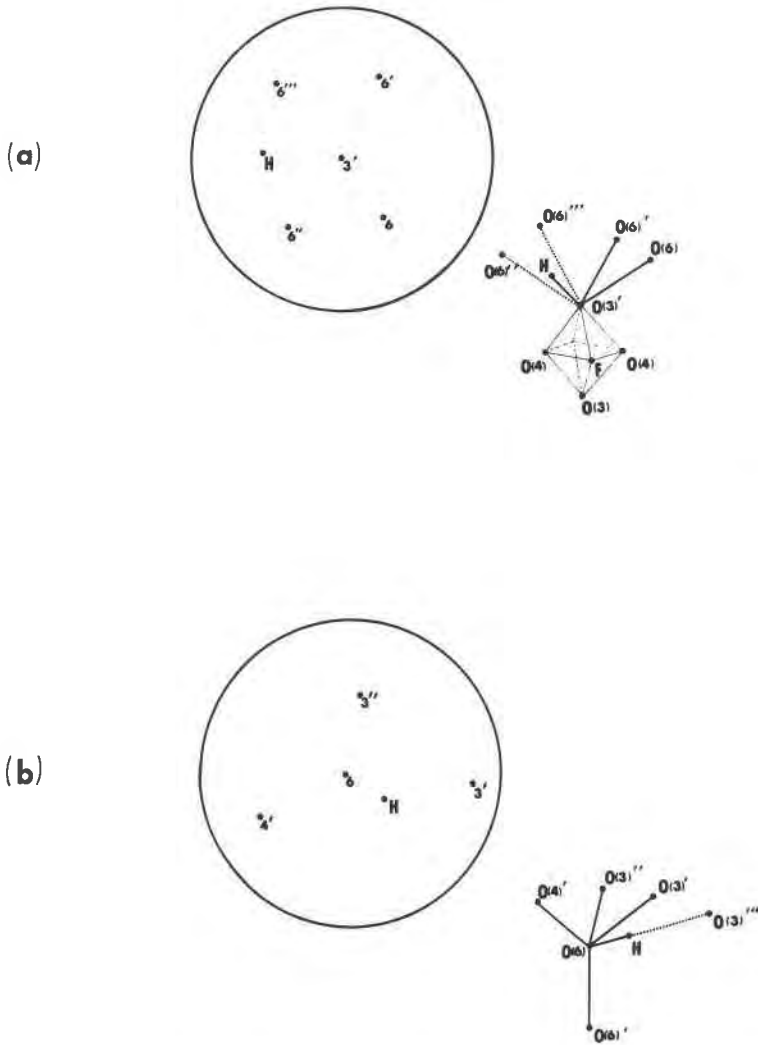 (a)
6'''
6'
H
3'
6''
6
O(6)'''
O(6)'
O(6)
O(6)''
H
O(3)'
O(4)
F
O(4)
O(3)
(b)
3''
6
3'
H
4'
O(4)'
O(3)''
O(3)'
O(3)'''
O(6)
H
O(6)'